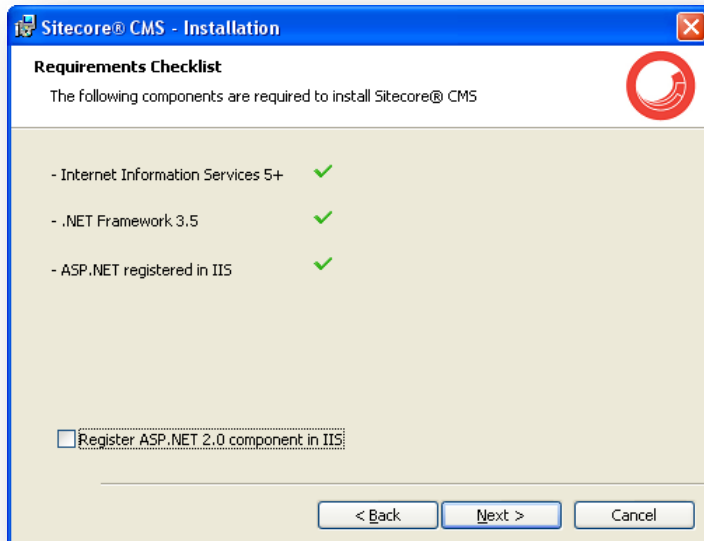 Sitecore® CMS - Installation
Requirements Checklist
The following components are required to install Sitecore® CMS
- Internet Information Services 5+
- .NET Framework 3.5
- ASP.NET registered in IIS
Register ASP.NET 2.0 component in IIS
< Back Next > Cancel